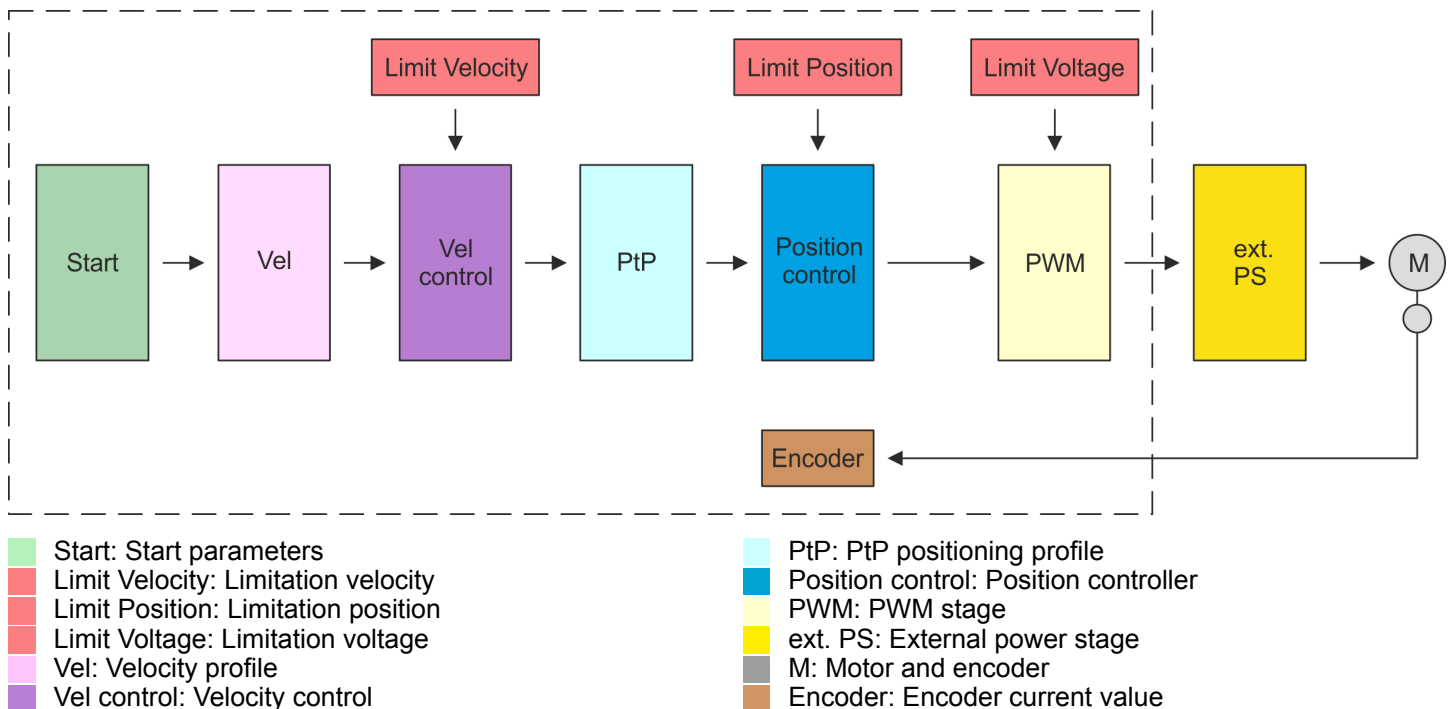 Limit Velocity
Limit Position
Limit Voltage
Start
Vel
Vel
control
PtP
Position
control
PWM
ext.
PS
M
Encoder
Start: Start parameters
Limit Velocity: Limitation velocity
Limit Position: Limitation position
Limit Voltage: Limitation voltage
Vel: Velocity profile
Vel control: Velocity control
PtP: PtP positioning profile
Position control: Position controller
PWM: PWM stage
ext. PS: External power stage
M: Motor and encoder
Encoder: Encoder current value